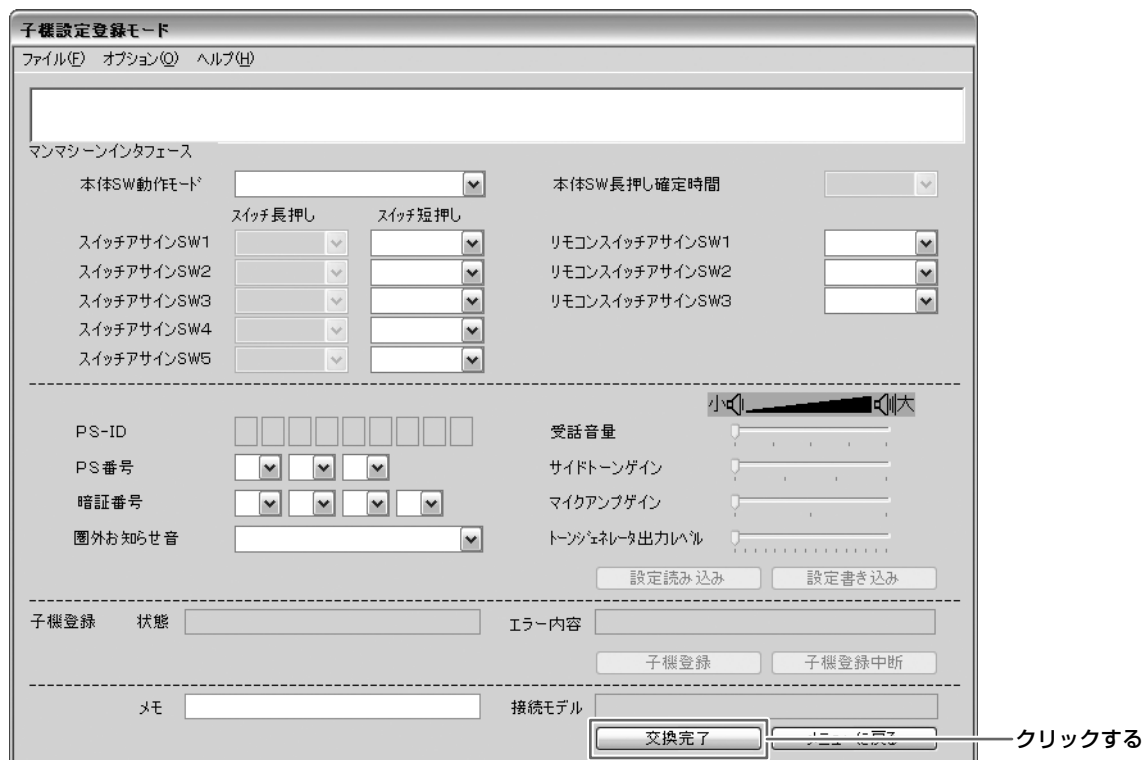 子機設定登録モード
ファイル(F) オプション(O) ヘルプ(H)
マンマシーンインタフェース
本体SW動作モード
本体SW長押し確定時間
スイッチ長押し スイッチ短押し
スイッチアサインSW1
リモコンスイッチアサインSW1
スイッチアサインSW2
リモコンスイッチアサインSW2
スイッチアサインSW3
リモコンスイッチアサインSW3
スイッチアサインSW4
スイッチアサインSW5
小 大
PS-ID
受話音量
PS番号
サイドトーンゲイン
暗証番号
マイクアンプゲイン
圏外お知らせ音
トーンジェネレータ出力レベル
設定読み込み 設定書き込み
子機登録 状態
エラー内容
子機登録 子機登録中断
メモ
接続モデル
交換完了 メニューに戻る
クリックする